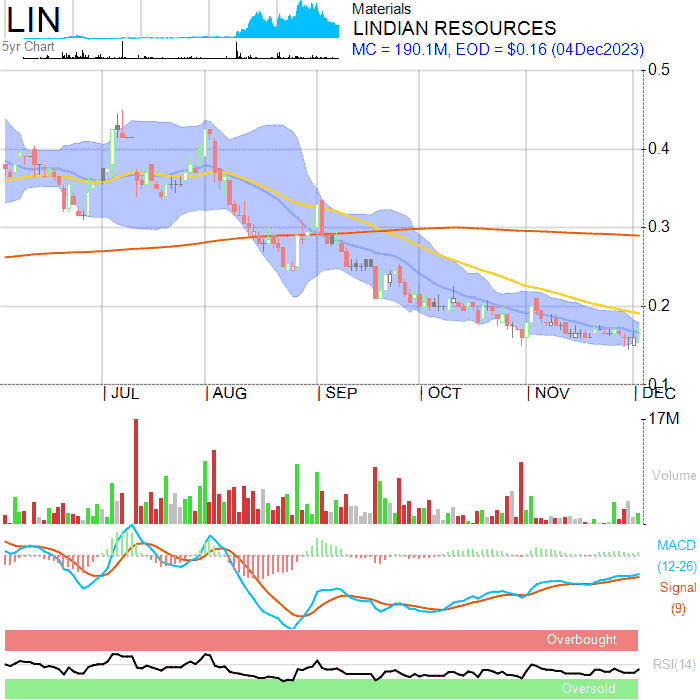 LIN
Materials
LINDIAN RESOURCES
5yr Chart
MC = 190.1M, EOD = $0.16 (04Dec2023)
0.5
0.4
0.3
0.2
0.1
JUL AUG SEP OCT NOV DEC
17M
Volume
MACD
(12-26)
Signal
(9)
Overbought
RSI(14)
Oversold